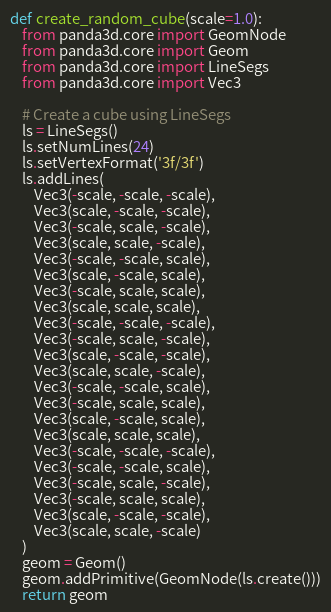 def create_random_cube(scale=1.0):
from panda3d.core import GeomNode
from panda3d.core import Geom
from panda3d.core import LineSegs
from panda3d.core import Vec3
# Create a cube using LineSegs
ls = LineSegs()
ls.setNumLines(24)
ls.setVertexFormat('3f/3f')
ls.addLines(
Vec3(-scale, -scale, -scale),
Vec3(scale, -scale, -scale),
Vec3(-scale, scale, -scale),
Vec3(scale, scale, -scale),
Vec3(-scale, -scale, scale),
Vec3(scale, -scale, scale),
Vec3(-scale, scale, scale),
Vec3(scale, scale, scale),
Vec3(-scale, -scale, -scale),
Vec3(-scale, scale, -scale),
Vec3(scale, -scale, -scale),
Vec3(scale, scale, -scale),
Vec3(-scale, -scale, scale),
Vec3(-scale, scale, scale),
Vec3(scale, -scale, scale),
Vec3(scale, scale, scale),
Vec3(-scale, -scale, -scale),
Vec3(-scale, -scale, scale),
Vec3(-scale, scale, -scale),
Vec3(-scale, scale, scale),
Vec3(scale, -scale, -scale),
Vec3(scale, scale, -scale)
)
geom = Geom()
geom.addPrimitive(GeomNode(ls.create()))
return geom